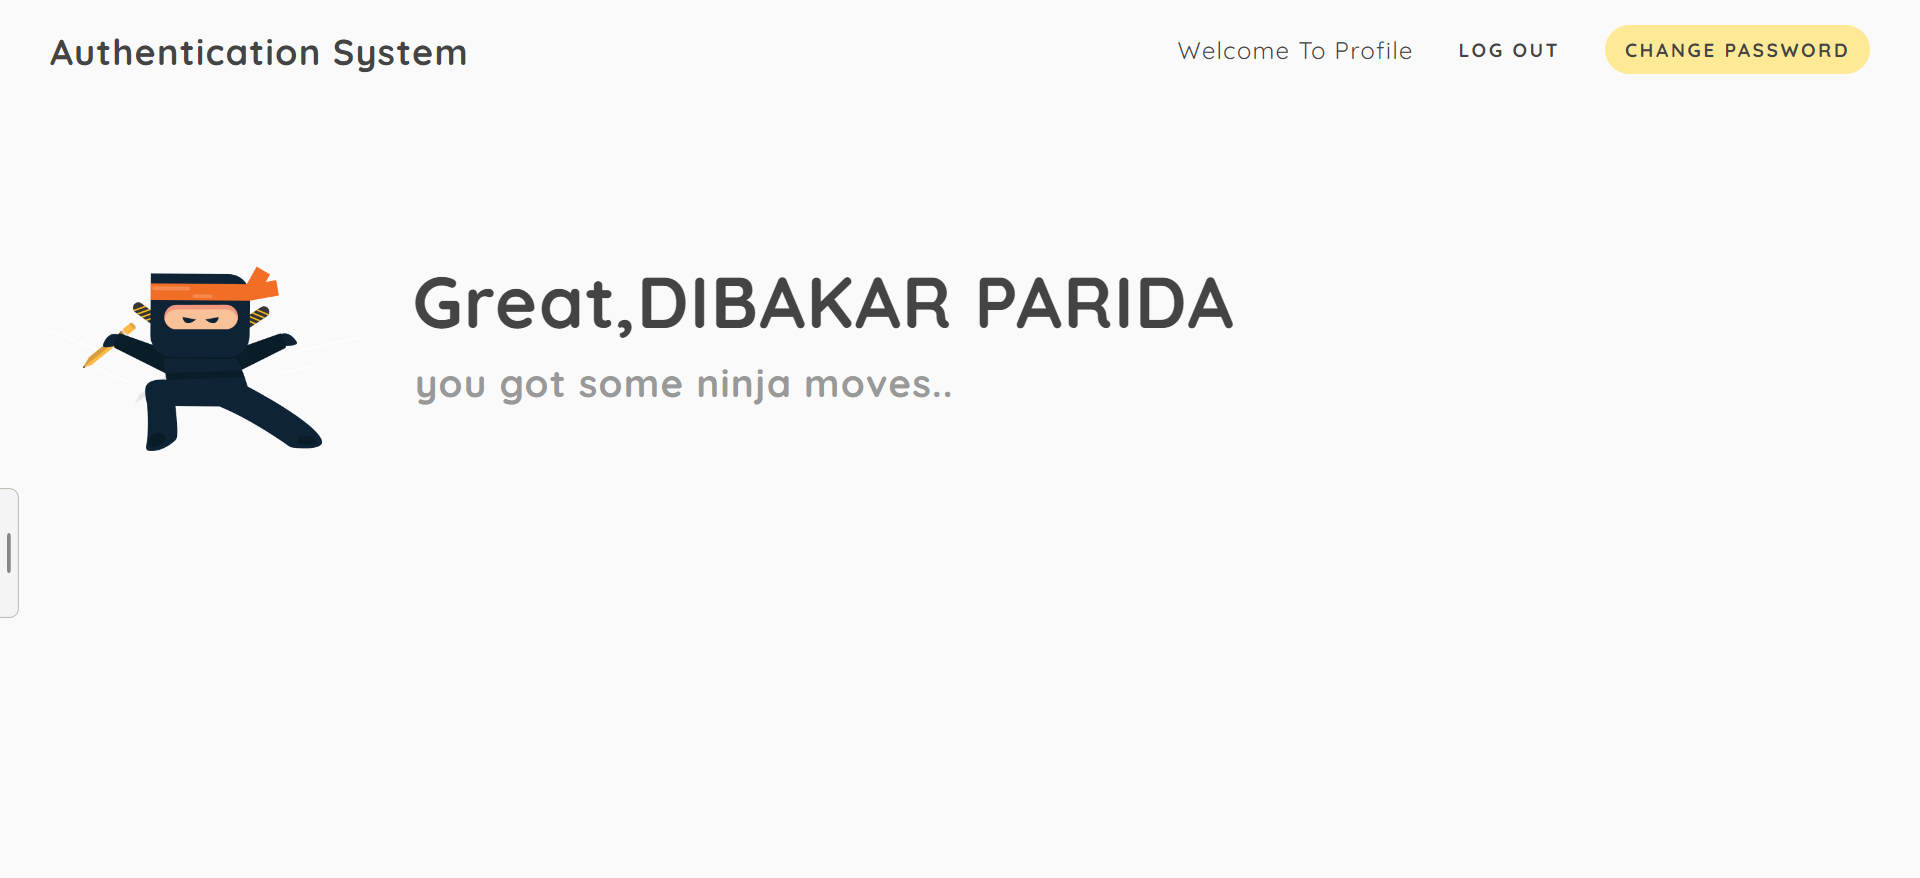 Authentication System
Welcome To Profile
LOG OUT
CHANGE PASSWORD
Great,DIBAKAR PARIDA
you got some ninja moves..